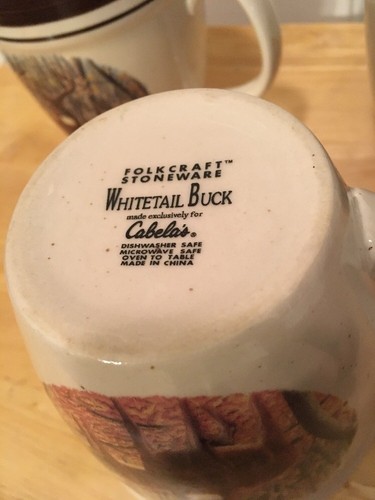 FOLKCRAFT™
STONEWARE
WHITETAIL BUCK
made exclusively for
Cabela's®
DISHWASHER SAFE
MICROWAVE SAFE
OVEN TO TABLE
MADE IN CHINA